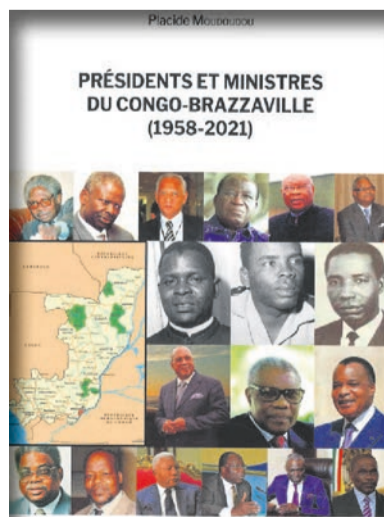 Placide MOUDOUDOU
PRÉSIDENTS ET MINISTRES
DU CONGO-BRAZZAVILLE
(1958-2021)